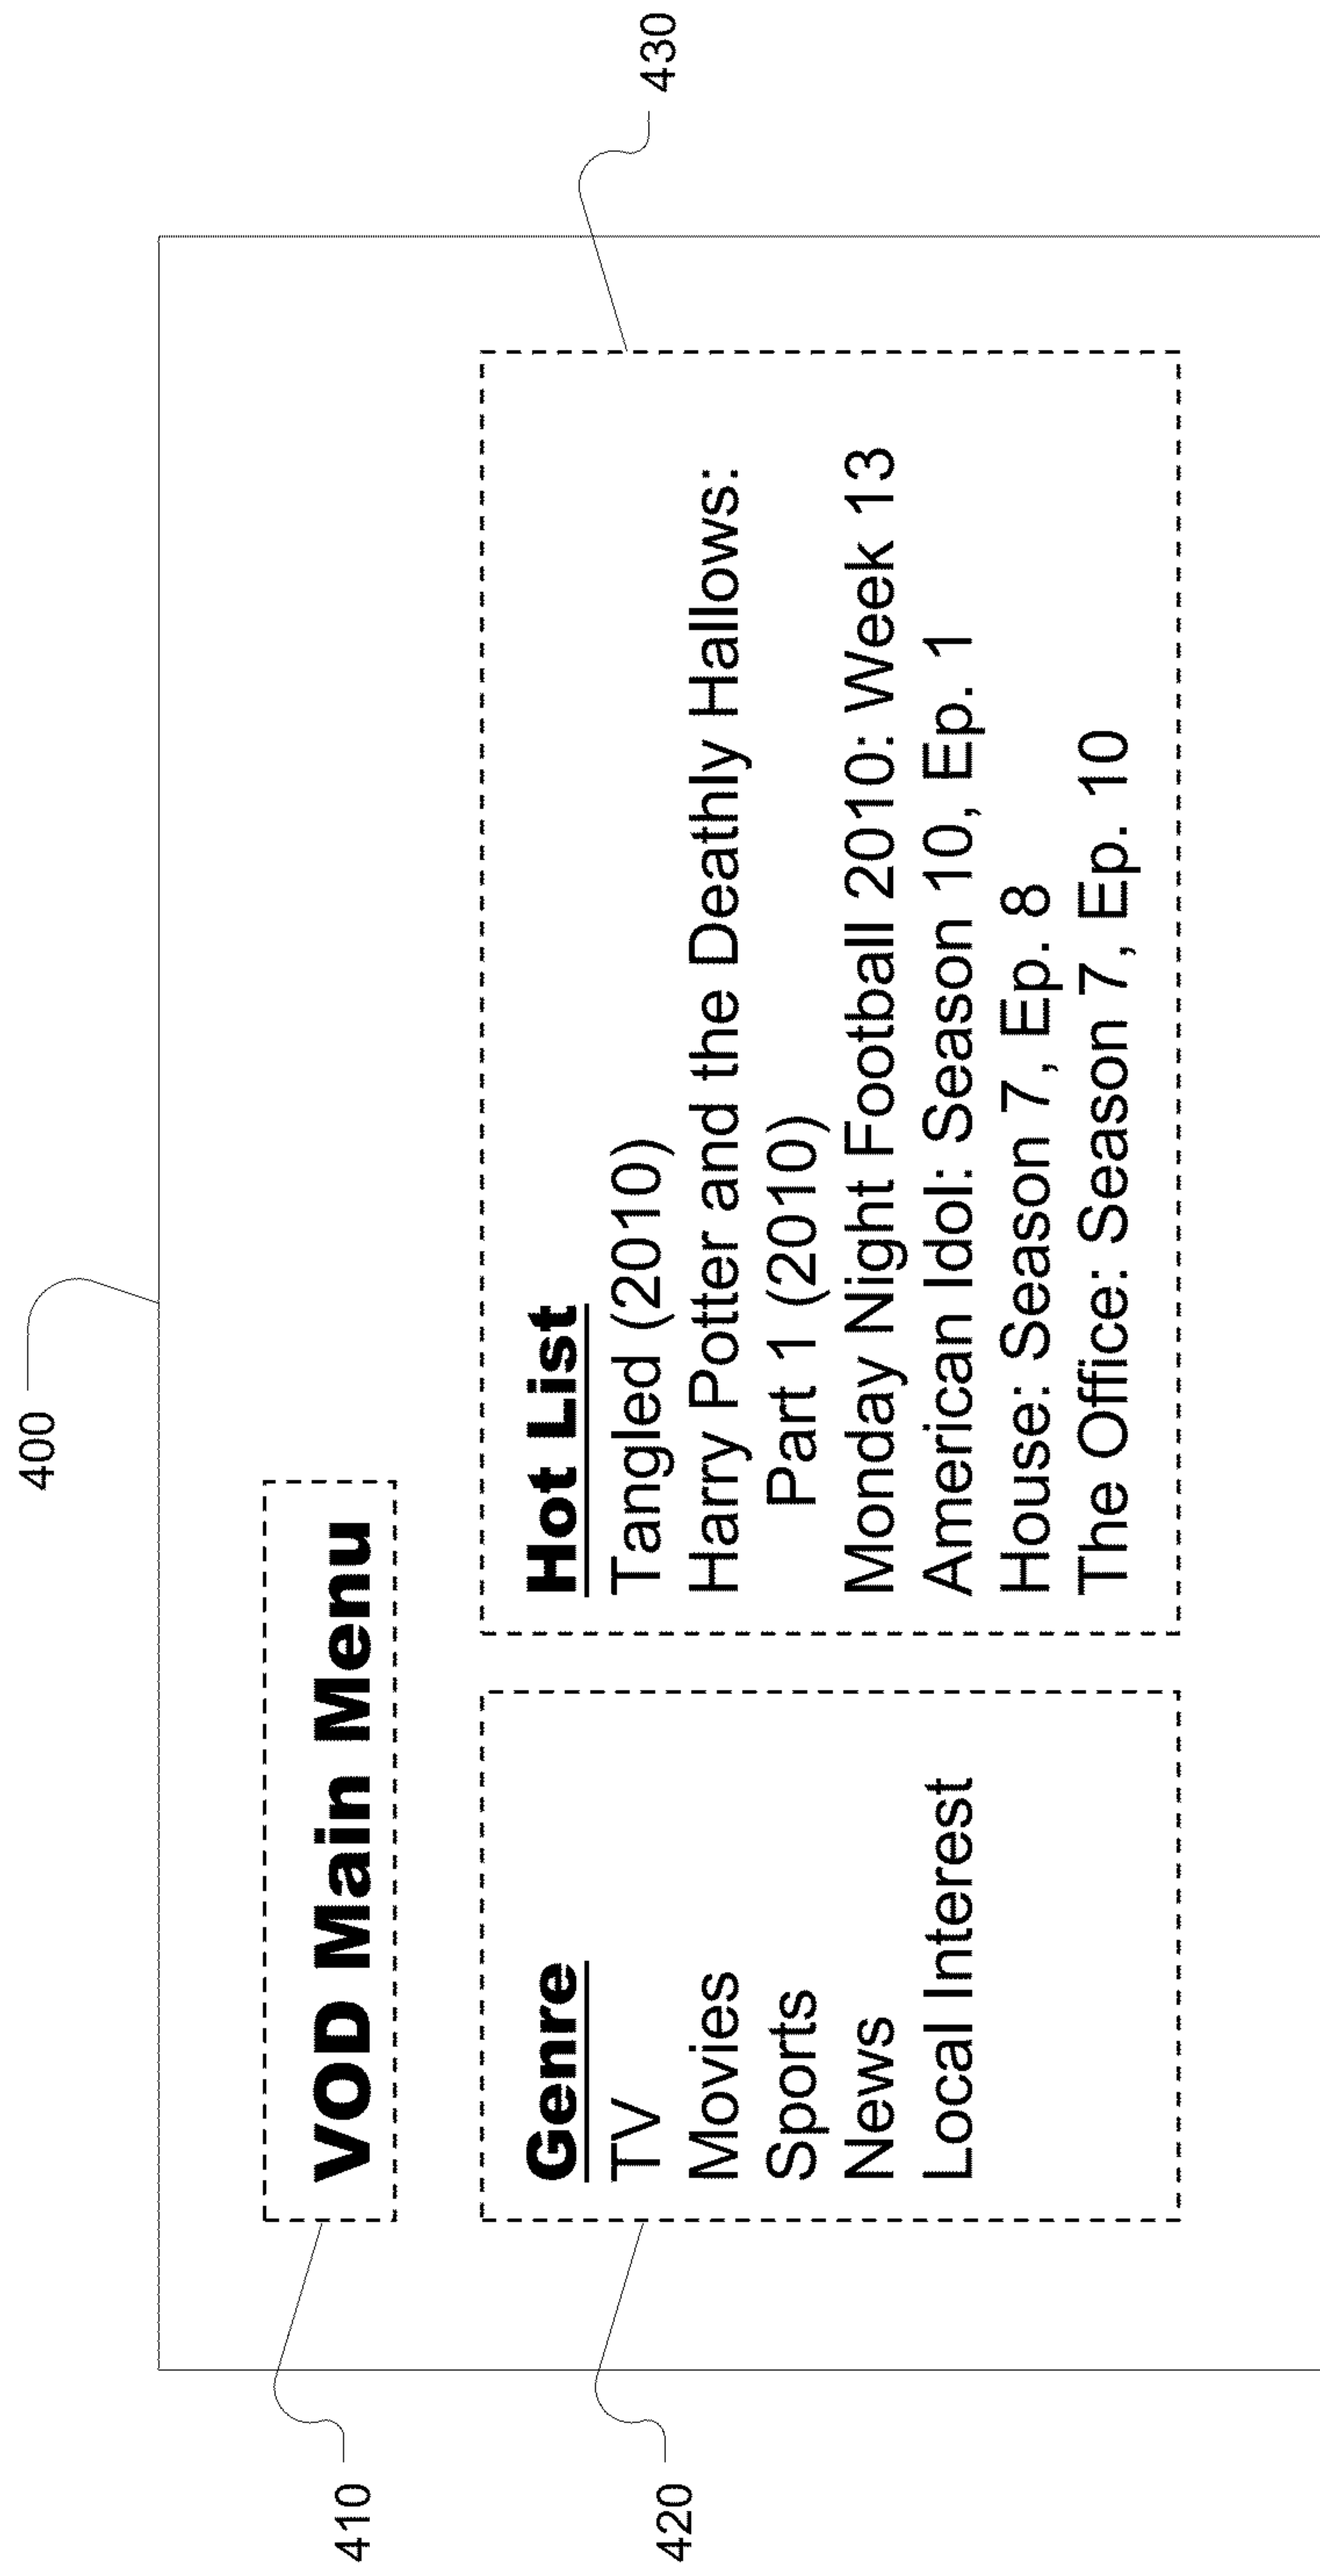 400
410
VOD Main Menu
420
Genre
TV
Movies
Sports
News
Local Interest
430
Hot List
Tangled (2010)
Harry Potter and the Deathly Hallows:
Part 1 (2010)
Monday Night Football 2010: Week 13
American Idol: Season 10, Ep. 1
House: Season 7, Ep. 8
The Office: Season 7, Ep. 10